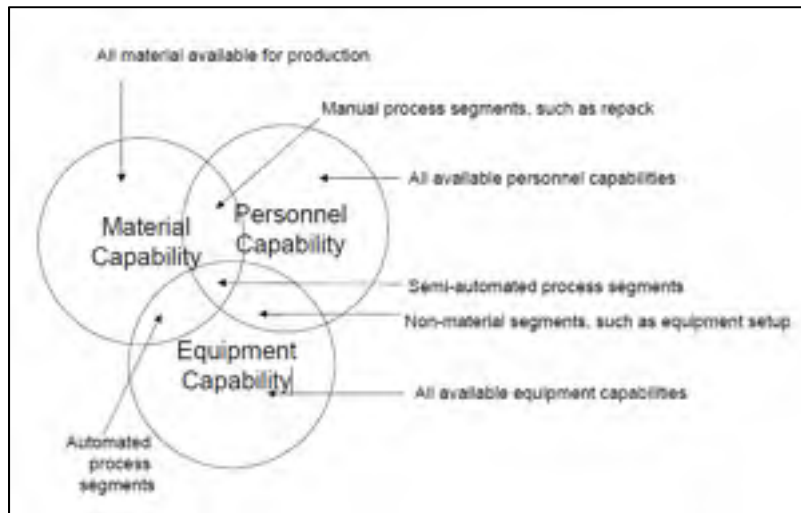 All material available for production
Manual process segments, such as repack
All available personnel capabilities
Material
Capability
Personnel
Capability
Semi-automated process segments
Non-material segments, such as equipment setup
Equipment
Capability
All available equipment capabilities
Automated
process
segments